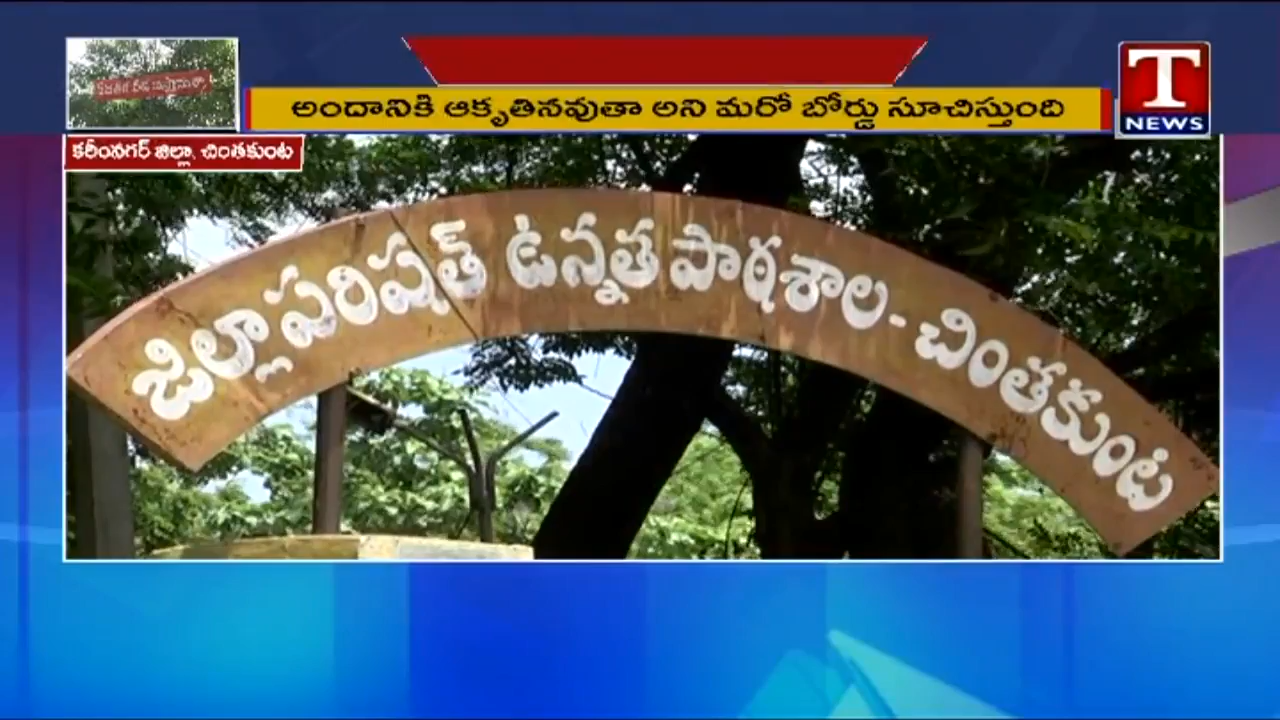 అందానికి ఆకృతినవుతా అని మరో బోర్డు సూచిస్తుంది
T NEWS
కరీంనగర్ జిల్లా, చింతకుంట
జిల్లాపరిషత్ ఉన్నత పాఠశాల - చింతకుంట